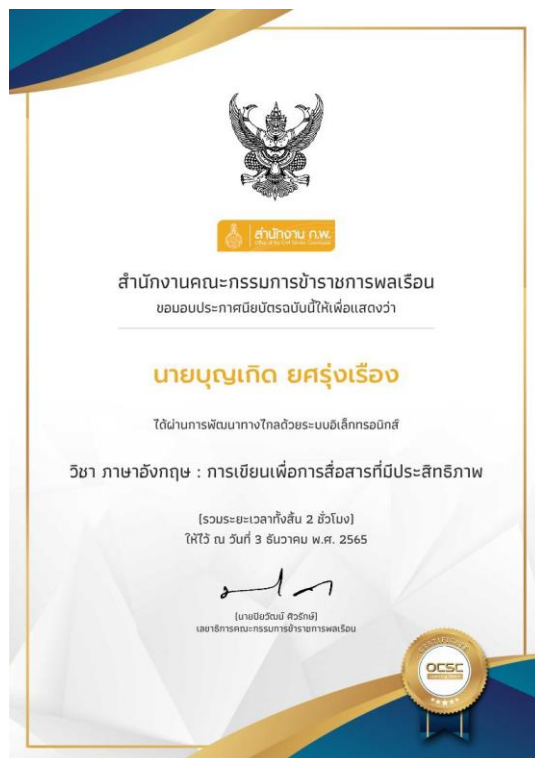 สำนักงาน ก.พ.
Office of the Civil Service Commission
สำนักงานคณะกรรมการข้าราชการพลเรือน
ขอมอบประกาศนียบัตรฉบับนี้ให้เพื่อแสดงว่า
นายบุญเกิด ยศรุ่งเรือง
ได้ผ่านการพัฒนาทางไกลด้วยระบบอิเล็กทรอนิกส์
วิชา ภาษาอังกฤษ : การเขียนเพื่อการสื่อสารที่มีประสิทธิภาพ
(รวมระยะเวลาทั้งสิ้น 2 ชั่วโมง)
ให้ไว้ ณ วันที่ 3 ธันวาคม พ.ศ. 2565
(นายปิยวัฒน์ ศิวรักษ์)
เลขาธิการคณะกรรมการข้าราชการพลเรือน
CERTIFICATE
OCSC